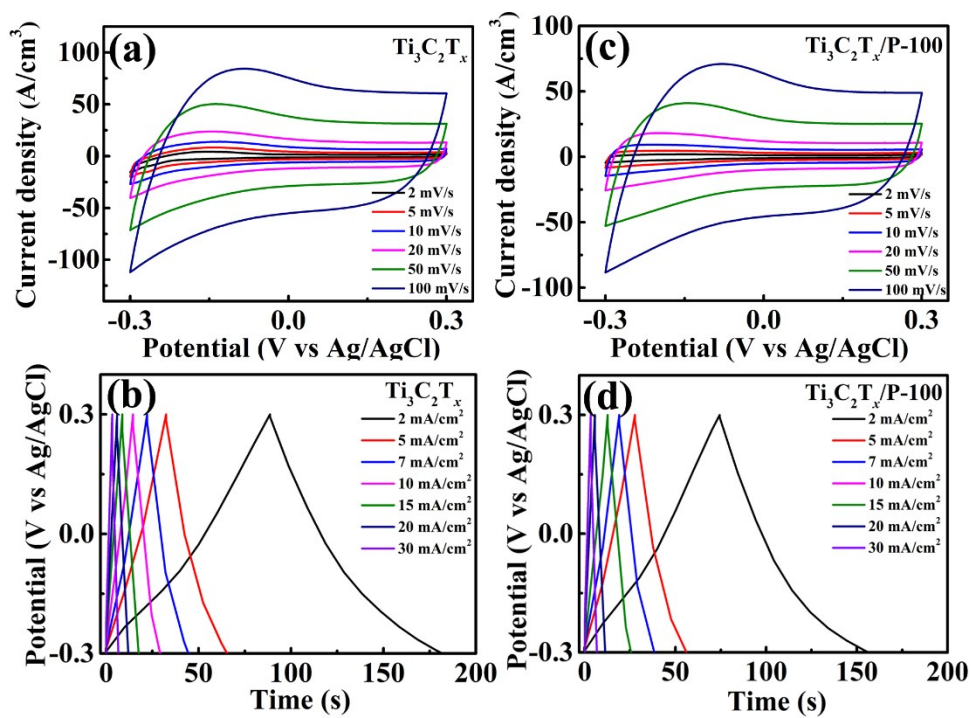 (a)
Ti₃C₂Tₓ
Current density (A/cm³)
100
50
0
-50
-100
2 mV/s
5 mV/s
10 mV/s
20 mV/s
50 mV/s
100 mV/s
-0.3
0.0
0.3
Potential (V vs Ag/AgCl)
(c)
Ti₃C₂Tₓ/P-100
Current density (A/cm³)
100
50
0
-50
-100
2 mV/s
5 mV/s
10 mV/s
20 mV/s
50 mV/s
100 mV/s
-0.3
0.0
0.3
Potential (V vs Ag/AgCl)
(b)
Ti₃C₂Tₓ
Potential (V vs Ag/AgCl)
0.3
0.0
-0.3
2 mA/cm²
5 mA/cm²
7 mA/cm²
10 mA/cm²
15 mA/cm²
20 mA/cm²
30 mA/cm²
0
50
100
150
200
Time (s)
(d)
Ti₃C₂Tₓ/P-100
Potential (V vs Ag/AgCl)
0.3
0.0
-0.3
2 mA/cm²
5 mA/cm²
7 mA/cm²
10 mA/cm²
15 mA/cm²
20 mA/cm²
30 mA/cm²
0
50
100
150
200
Time (s)